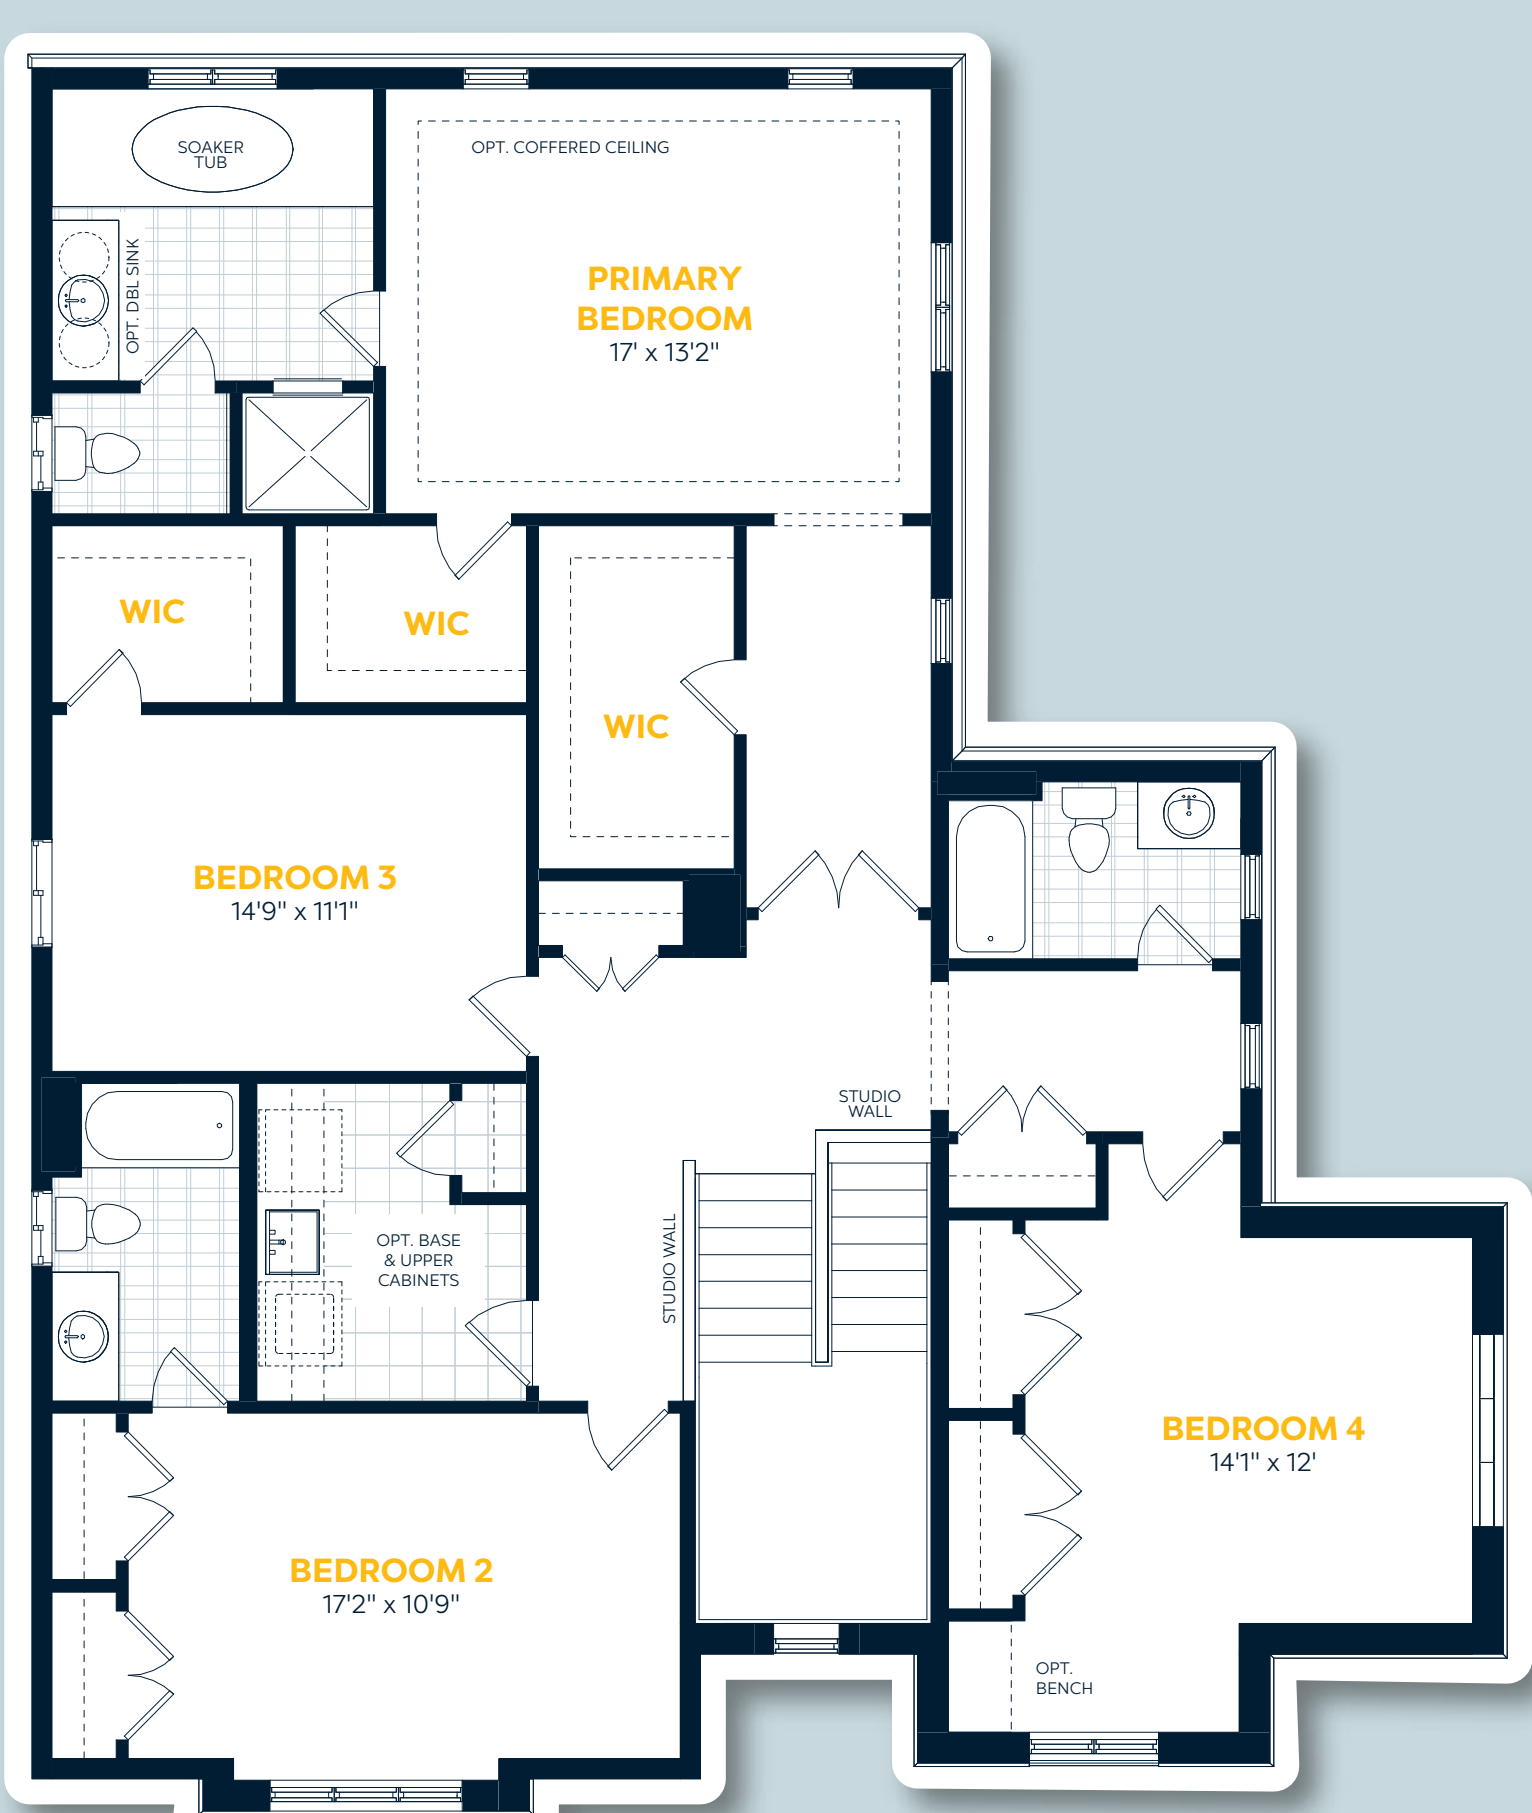 SOAKER
TUB
OPT. DBL SINK
OPT. COFFERED CEILING
PRIMARY
BEDROOM
17' x 13'2"
WIC
WIC
WIC
BEDROOM 3
14'9" x 11'1"
STUDIO
WALL
STUDIO WALL
OPT. BASE
& UPPER
CABINETS
BEDROOM 4
14'1" x 12'
BEDROOM 2
17'2" x 10'9"
OPT.
BENCH